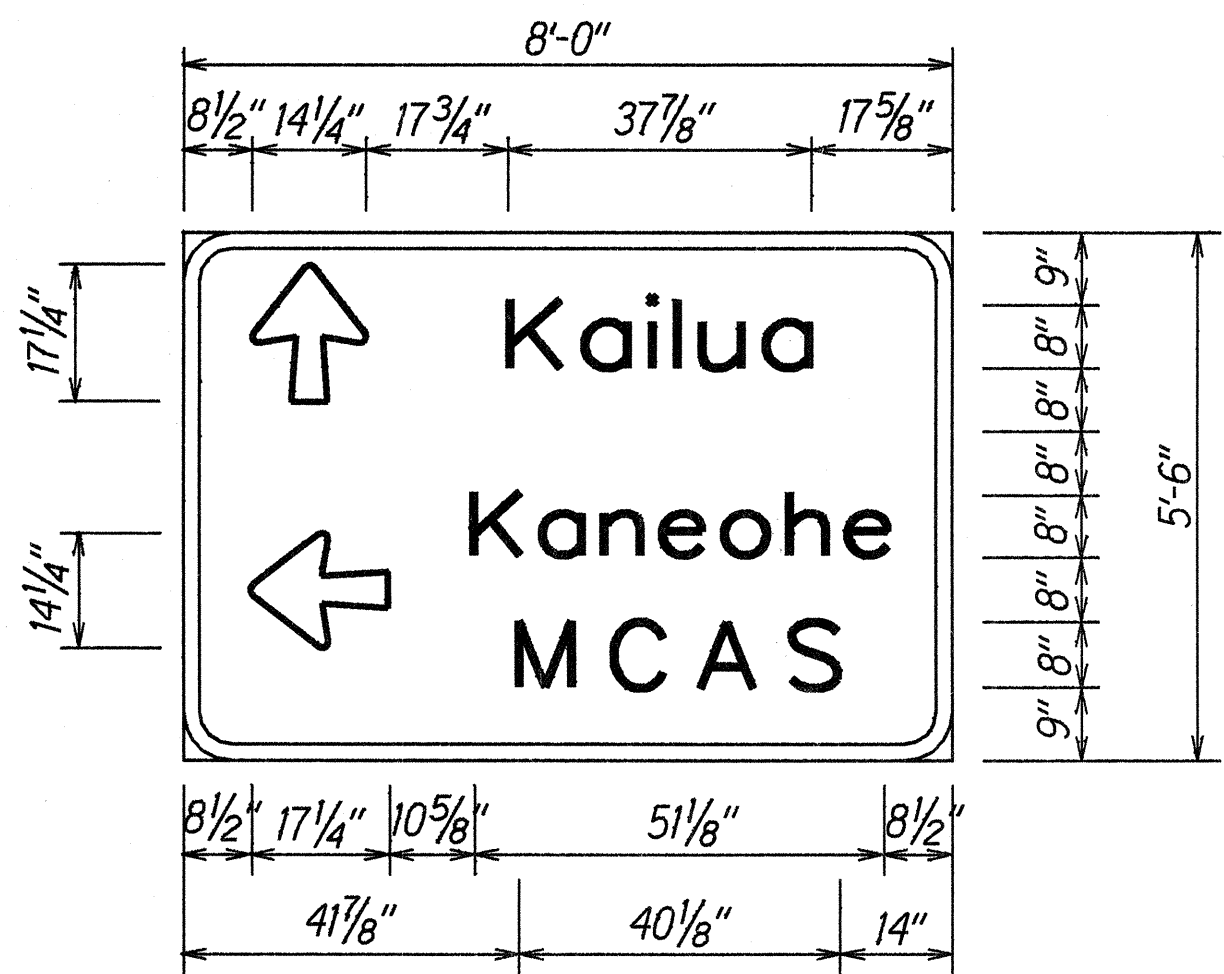 8'-0"
8½" 14¼" 17¾" 37⅞" 17⅝"
9"
17¼"
Kailua
8"
8"
8"
5'-6"
Kaneohe
8"
14¼"
8"
MCAS
8"
9"
8½" 17¼" 10⅝" 51⅛" 8½"
41⅞" 40⅛" 14"